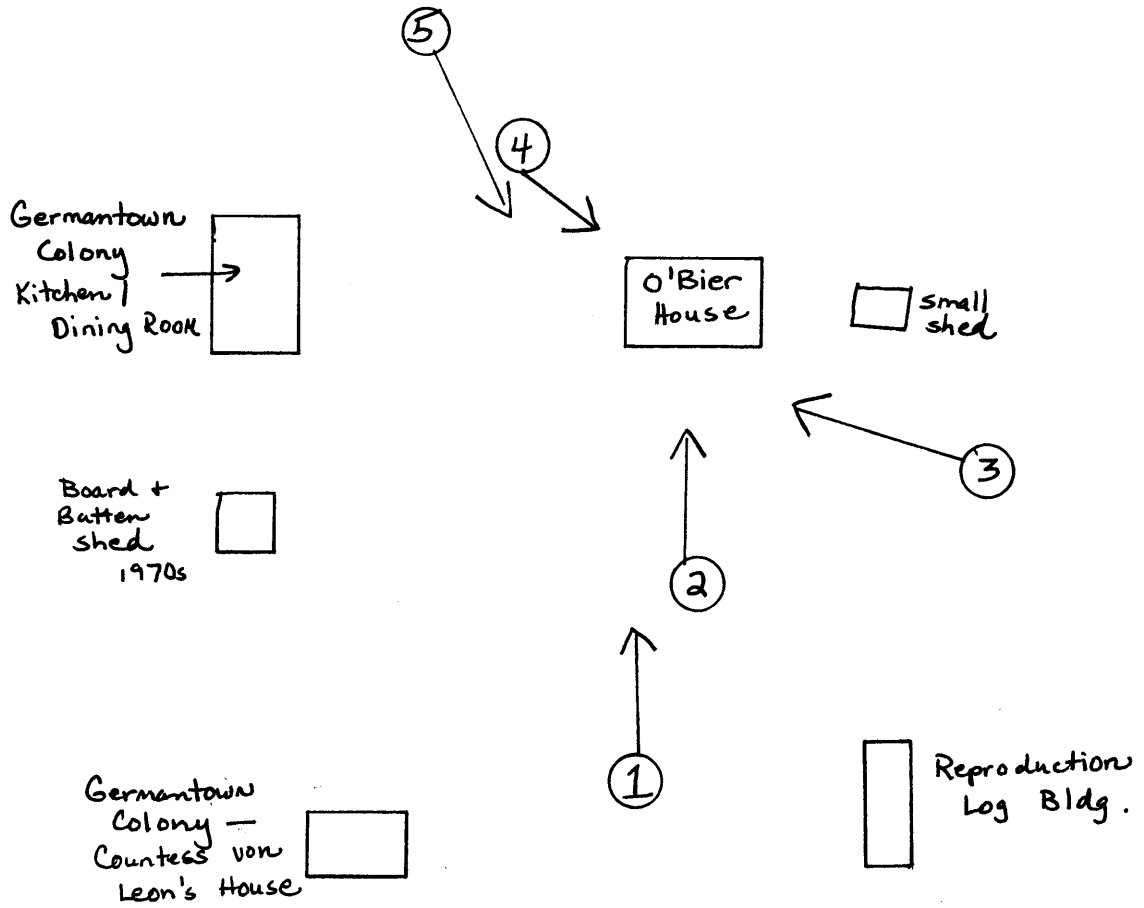 5
4
Germantown
Colony
Kitchen /
Dining Room
O'Bier
House
small
shed
3
Board +
Batten
shed
1970s
2
1
Germantown
Colony —
Countess von
Leon's House
Reproduction
Log Bldg.